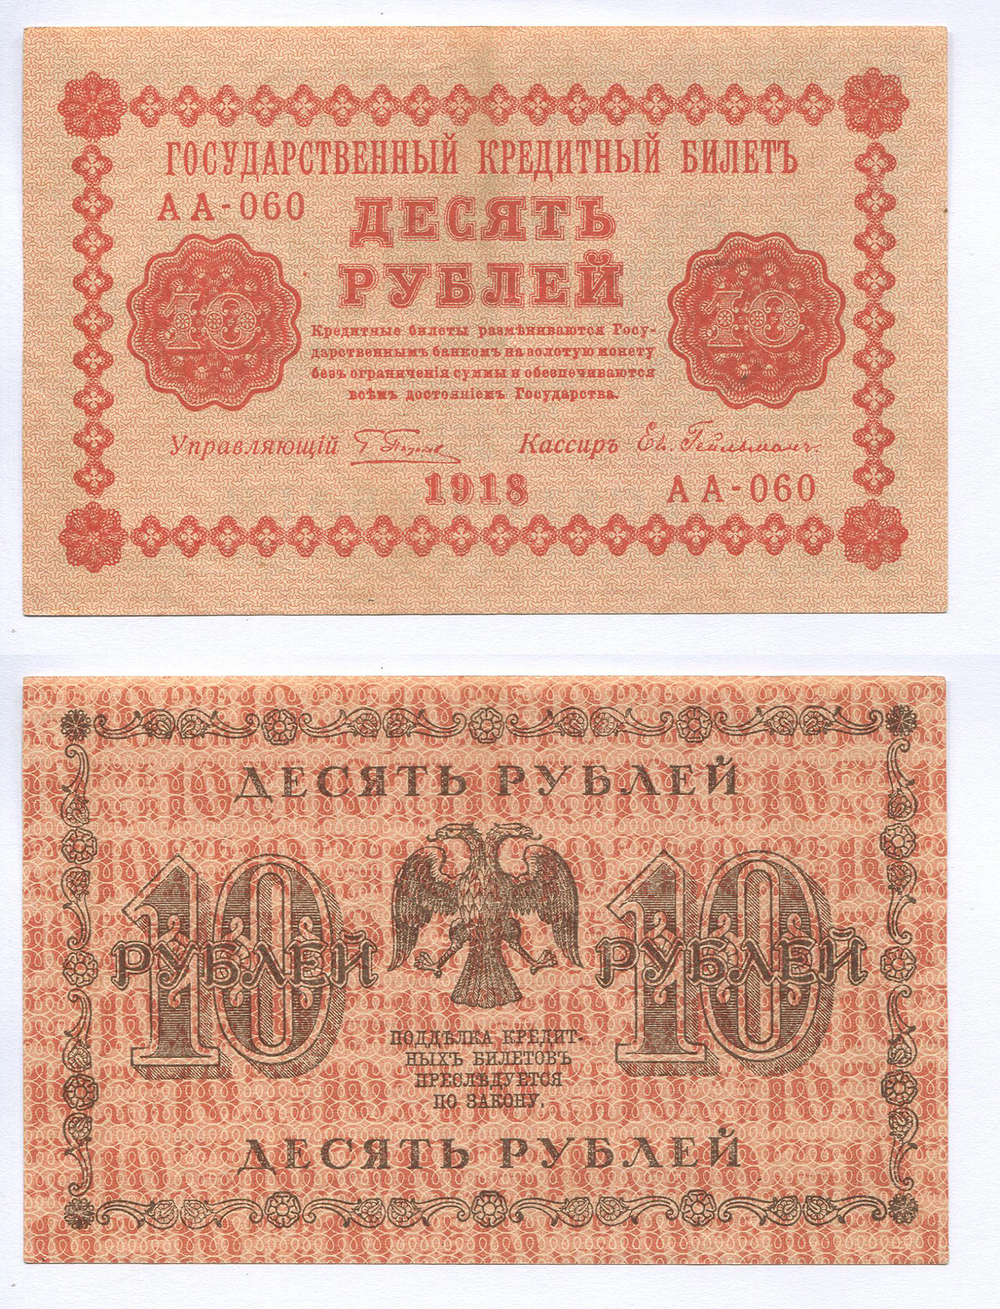 ГОСУДАРСТВЕННЫЙ КРЕДИТНЫЙ БИЛЕТЪ
АА-060
ДЕСЯТЬ
РУБЛЕЙ
10
10
Кредитные билеты размѣниваются Госу-
дарственнымъ банкомъ на золотую монету
безъ ограниченія суммы и обезпечиваются
всѣмъ достояніемъ Государства.
Управляющій Кассиръ
1918
АА-060
ДЕСЯТЬ РУБЛЕЙ
10
РУБЛЕЙ
10
РУБЛЕЙ
ПОДДѢЛКА КРЕДИТ-
НЫХЪ БИЛЕТОВЪ
ПРЕСЛѢДУЕТСЯ
ПО ЗАКОНУ.
ДЕСЯТЬ РУБЛЕЙ